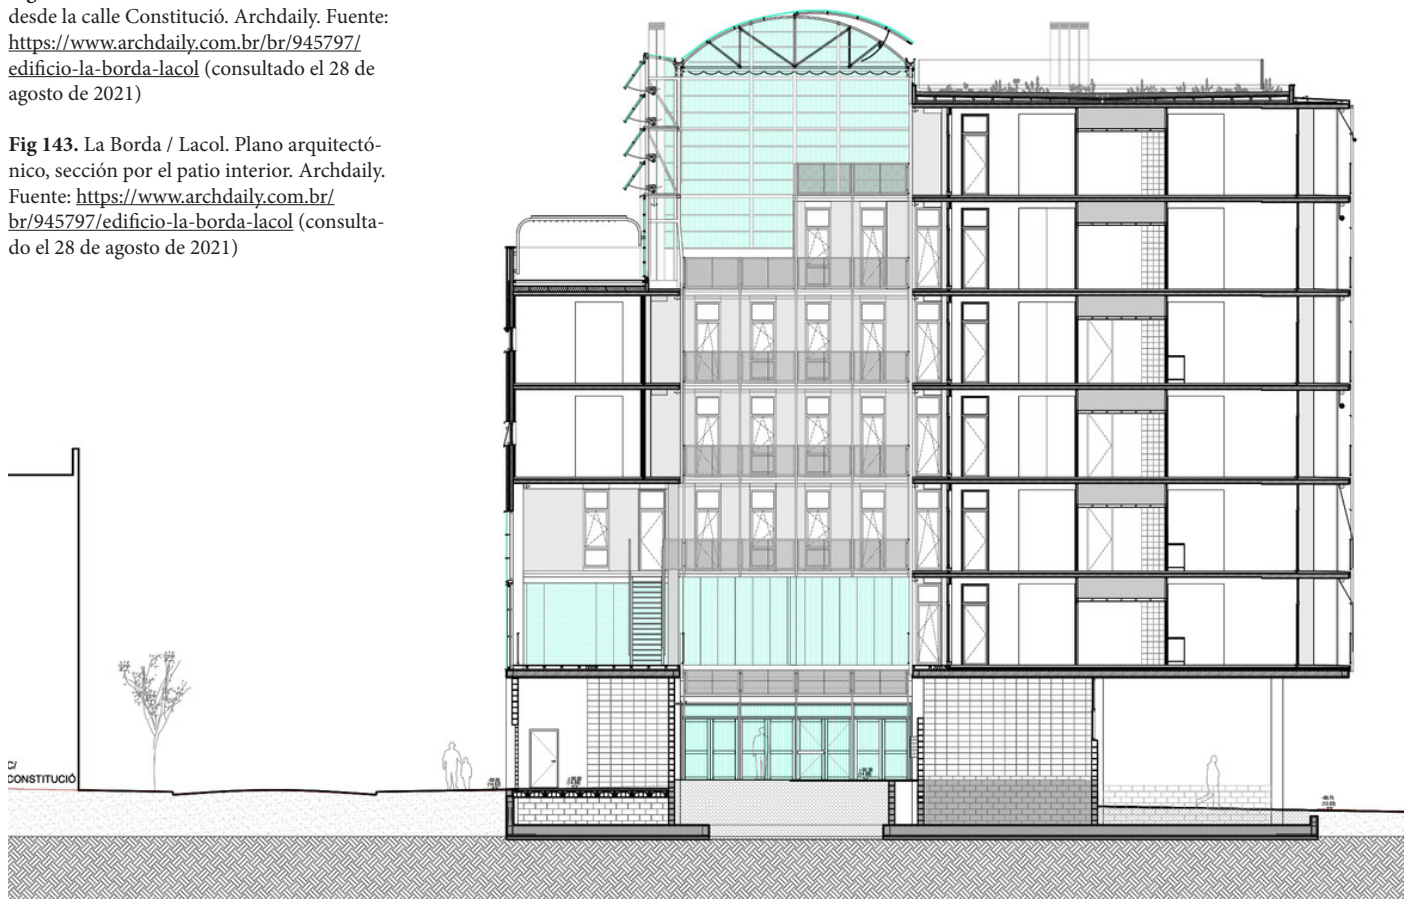 desde la calle Constitució. Archdaily. Fuente:
https://www.archdaily.com.br/br/945797/
edificio-la-borda-lacol (consultado el 28 de
agosto de 2021)
Fig 143. La Borda / Lacol. Plano arquitectó-
nico, sección por el patio interior. Archdaily.
Fuente: https://www.archdaily.com.br/
br/945797/edificio-la-borda-lacol (consulta-
do el 28 de agosto de 2021)
C/
CONSTITUCIÓ